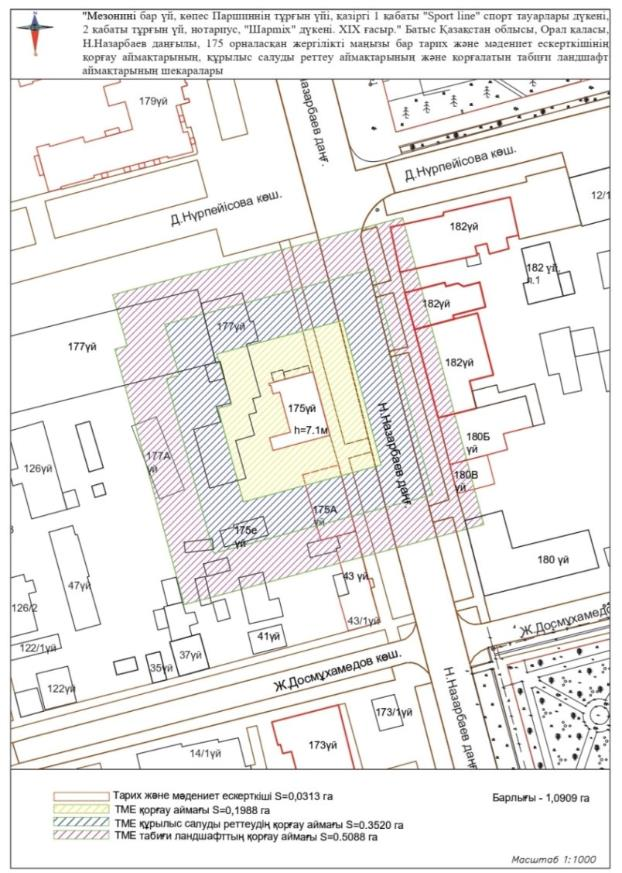 "Мезонині бар үй, көпес Паршиннің тұрғын үйі, қазіргі 1 қабаты "Sport line" спорт тауарлары дүкені,
2 қабаты тұрғын үй, нотариус, "Шарmix" дүкені. XIX ғасыр." Батыс Қазақстан облысы, Орал қаласы,
Н.Назарбаев даңғылы, 175 орналасқан жергілікті маңызы бар тарих және мәдениет ескерткішінің
қорғау аймақтарының, құрылыс салуды реттеу аймақтарының және қорғалатын табиғи ландшафт
аймақтарының шекаралары
179үй
назарбаев даңғ.
Д.Нұрпейісова көш.
Д.Нұрпейісова көш.
12/1
182үй
182 үй
л.1
177үй
177үй
182үй
182үй
175үй
h=7.1м
Н.Назарбаев даңғ.
126үй
177А
үй
180Б
үй
180В
үй
175А
үй
175е
үй
180 үй
47үй
43 үй
126/2
43/1үй
Ж.Досмұхамедо
122/1үй
41үй
37үй
35үй
122үй
Ж.Досмұхамедов көш.
Н.Назарбаев даңғ.
173/1үй
173үй
14/1үй
Тарих және мәдениет ескерткіші S=0,0313 га
Барлығы - 1,0909 га
ТМЕ қорғау аймағы S=0,1988 га
ТМЕ құрылыс салуды реттеудің қорғау аймағы S=0.3520 га
ТМЕ табиғи ландшафттың қорғау аймағы S=0.5088 га
Масштаб 1:1000